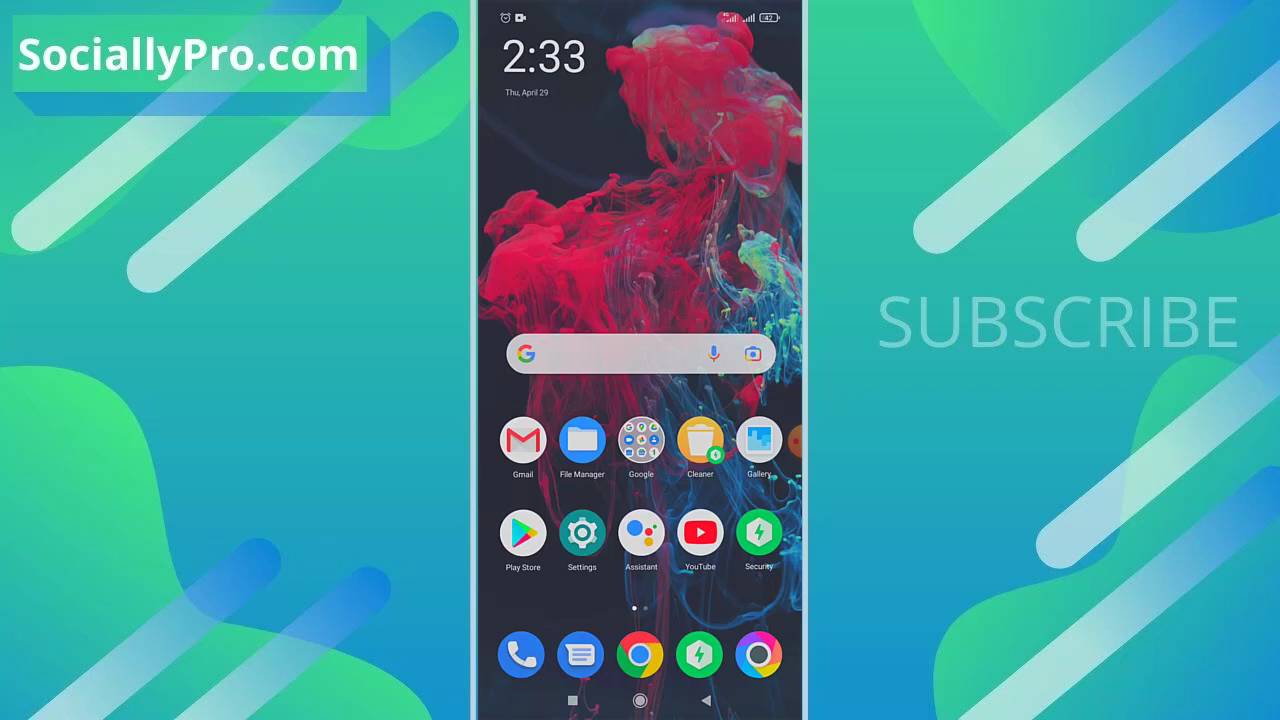 SociallyPro.com
42
2:33
Thu, April 29
SUBSCRIBE
Gmail
File Manager
Google
Cleaner
Gallery
Play Store
Settings
Assistant
YouTube
Security